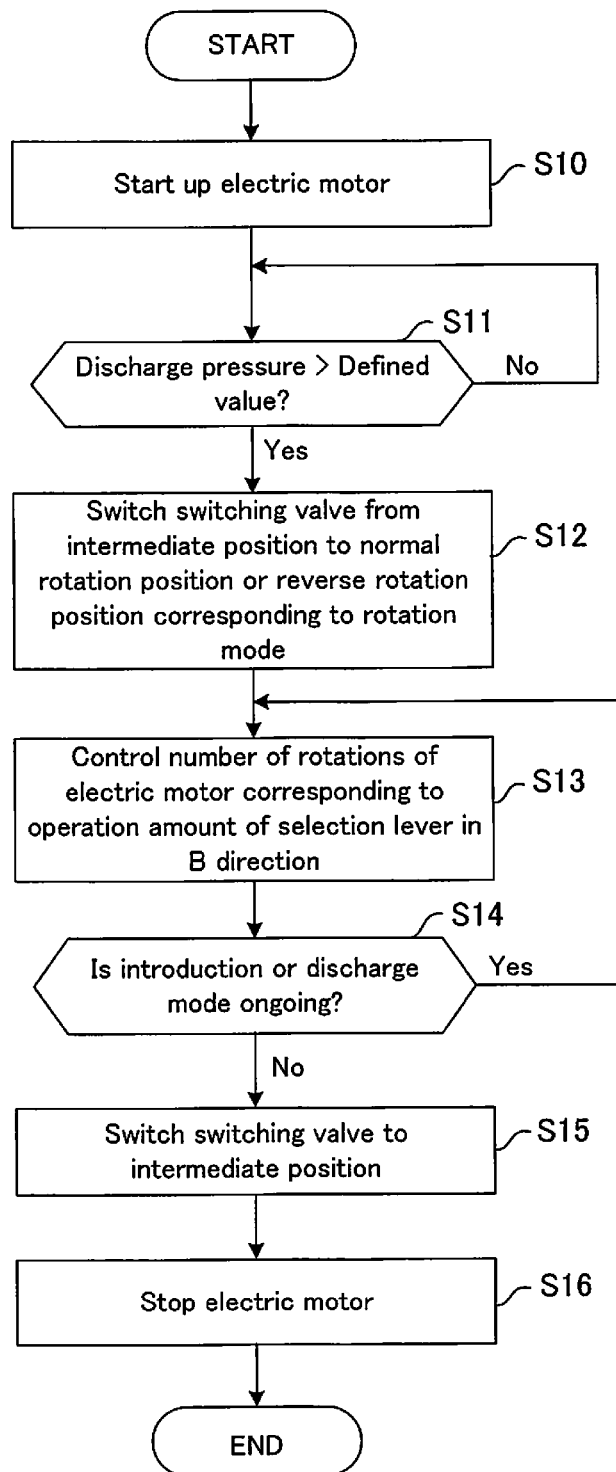 START
Start up electric motor
S10
S11
Discharge pressure > Defined
value?
No
Yes
Switch switching valve from
intermediate position to normal
rotation position or reverse rotation
position corresponding to rotation
mode
S12
Control number of rotations of
electric motor corresponding to
operation amount of selection lever in
B direction
S13
S14
Is introduction or discharge
mode ongoing?
Yes
No
Switch switching valve to
intermediate position
S15
Stop electric motor
S16
END